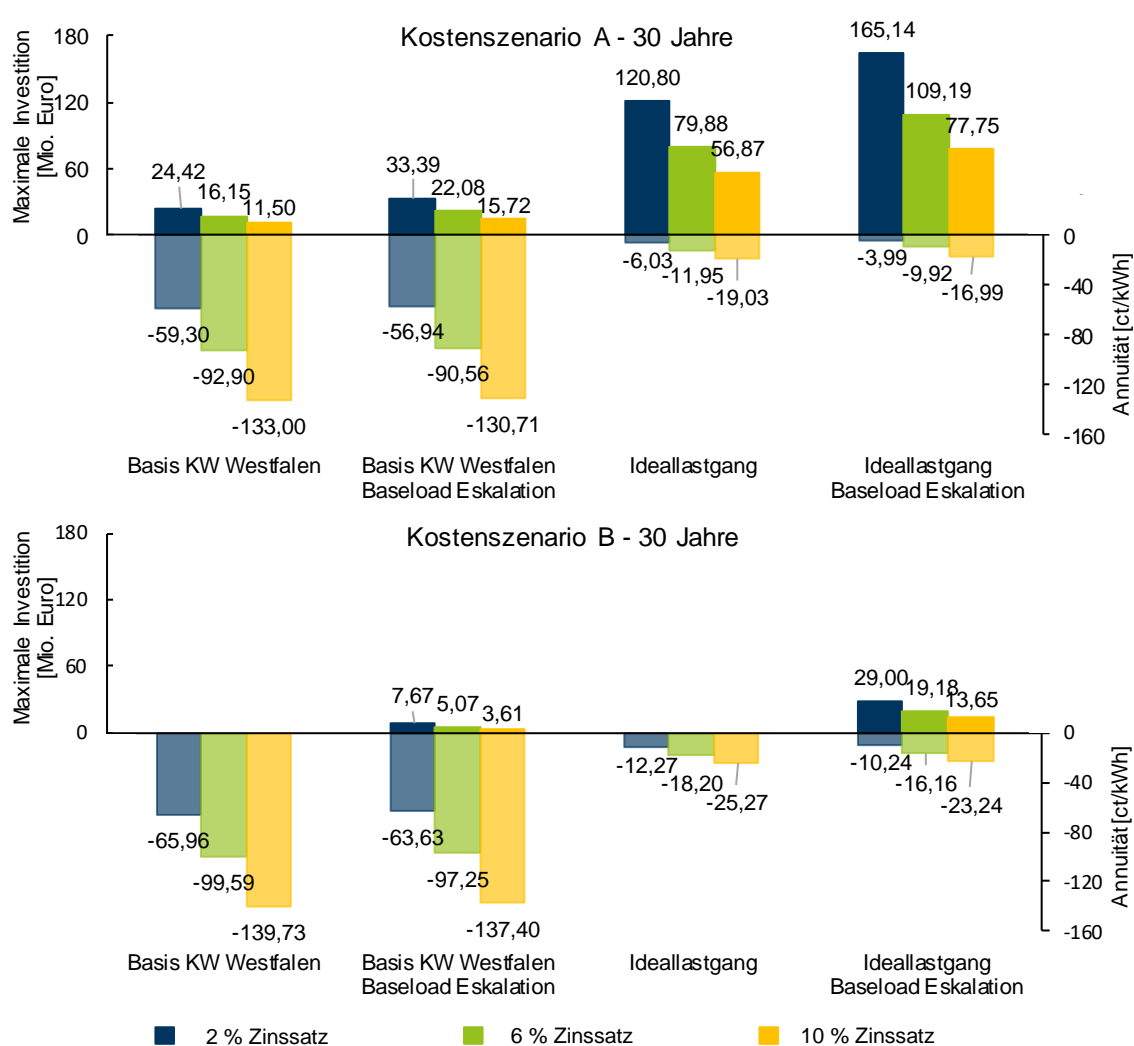 Kostenszenario A - 30 Jahre
Maximale Investition
[Mio. Euro]
180
120
60
0
24,42
16,15
11,50
33,39
22,08
15,72
120,80
79,88
56,87
165,14
109,19
77,75
-59,30
-92,90
-133,00
-56,94
-90,56
-130,71
-6,03
-11,95
-19,03
-3,99
-9,92
-16,99
0
-40
-80
-120
-160
Annuität [ct/kWh]
Basis KW Westfalen
Basis KW Westfalen
Baseload Eskalation
Ideallastgang
Ideallastgang
Baseload Eskalation
Kostenszenario B - 30 Jahre
Maximale Investition
[Mio. Euro]
180
120
60
0
7,67
5,07
3,61
29,00
19,18
13,65
-65,96
-99,59
-139,73
-63,63
-97,25
-137,40
-12,27
-18,20
-25,27
-10,24
-16,16
-23,24
0
-40
-80
-120
-160
Annuität [ct/kWh]
Basis KW Westfalen
Basis KW Westfalen
Baseload Eskalation
Ideallastgang
Ideallastgang
Baseload Eskalation
2 % Zinssatz
6 % Zinssatz
10 % Zinssatz